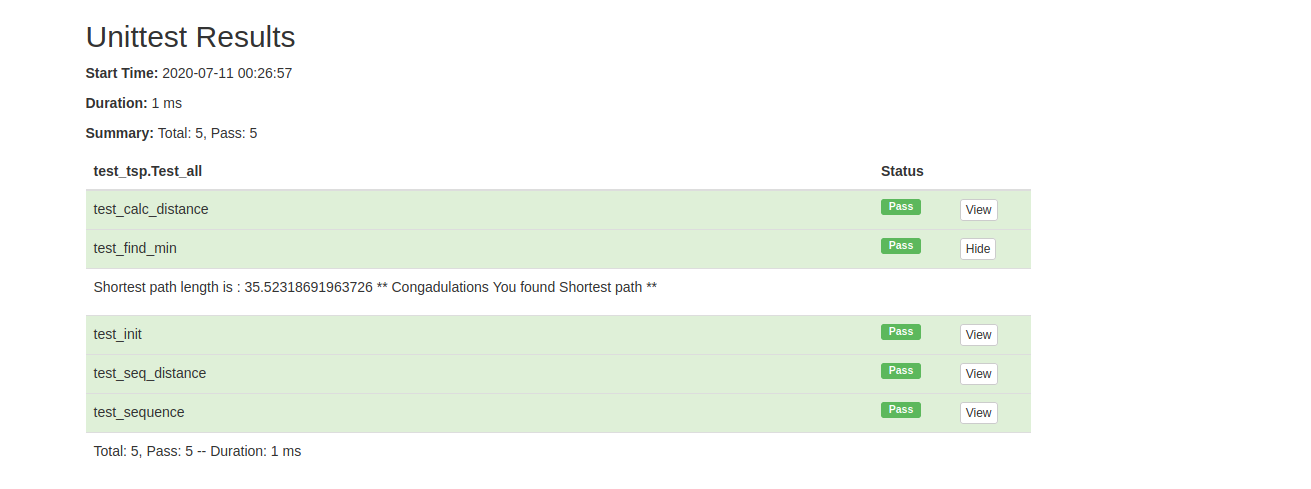 Unittest Results
Start Time: 2020-07-11 00:26:57
Duration: 1 ms
Summary: Total: 5, Pass: 5
test_tsp.Test_all Status
test_calc_distance Pass View
test_find_min Pass Hide
Shortest path length is : 35.52318691963726 ** Congadulations You found Shortest path **
test_init Pass View
test_seq_distance Pass View
test_sequence Pass View
Total: 5, Pass: 5 -- Duration: 1 ms